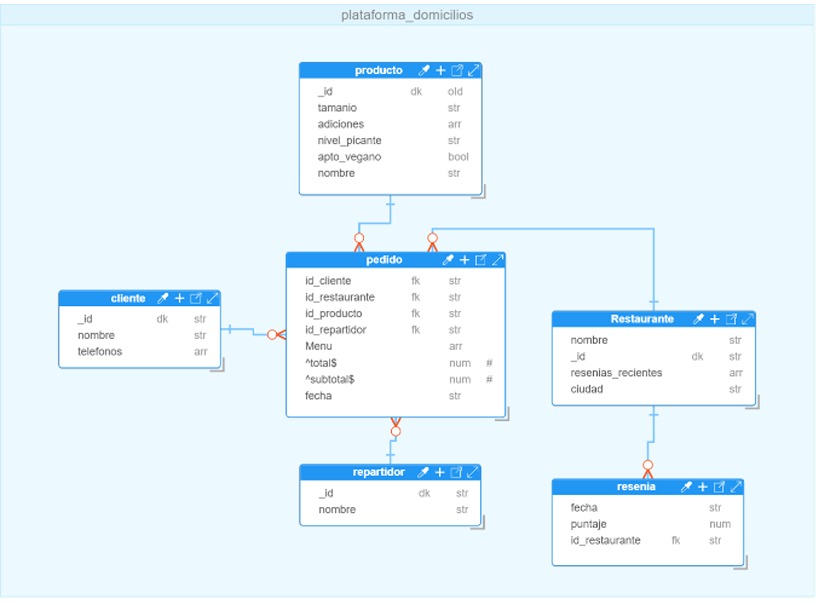 plataforma_domicilios
producto
_id dk old
tamanio str
adiciones arr
nivel_picante str
apto_vegano bool
nombre str
pedido
id_cliente fk str
id_restaurante fk str
id_producto fk str
id_repartidor fk str
Menu arr
^total$ num #
^subtotal$ num #
fecha str
cliente
_id dk str
nombre str
telefonos arr
Restaurante
nombre str
_id dk str
resenias_recientes arr
ciudad str
repartidor
_id dk str
nombre str
resenia
fecha str
puntaje num
id_restaurante fk str